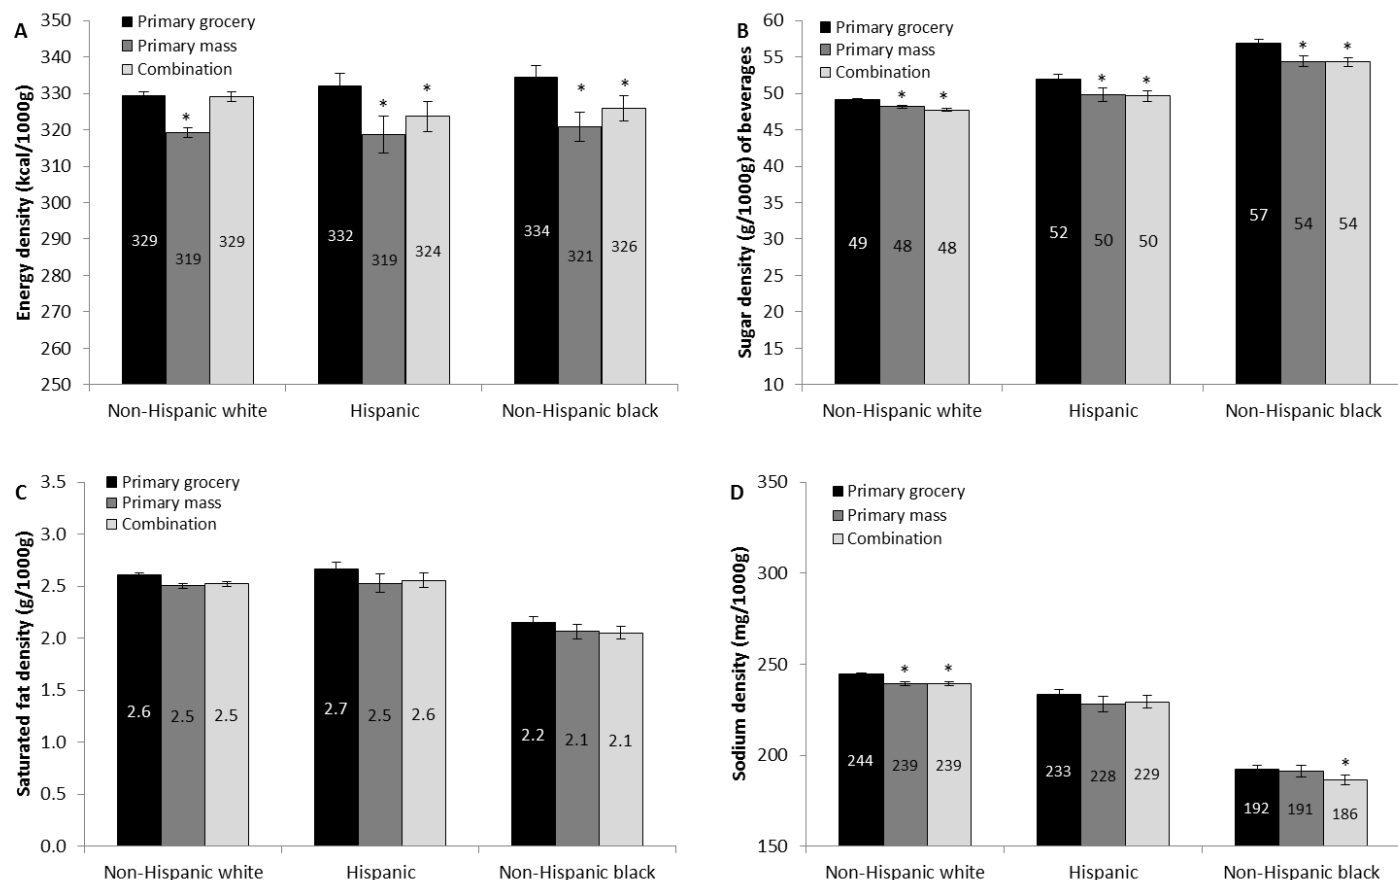 A
Energy density (kcal/1000g)
350
340
330
320
310
300
290
280
270
260
250
Primary grocery
Primary mass
Combination
*
*
*
*
*
329
319
329
332
319
324
334
321
326
Non-Hispanic white
Hispanic
Non-Hispanic black
B
Sugar density (g/1000g) of beverages
60
55
50
45
40
35
30
25
20
15
10
Primary grocery
Primary mass
Combination
*
*
*
*
*
*
49
48
48
52
50
50
57
54
54
Non-Hispanic white
Hispanic
Non-Hispanic black
C
Saturated fat density (g/1000g)
3.5
3.0
2.5
2.0
1.5
1.0
0.5
0.0
Primary grocery
Primary mass
Combination
2.6
2.5
2.5
2.7
2.5
2.6
2.2
2.1
2.1
Non-Hispanic white
Hispanic
Non-Hispanic black
D
Sodium density (mg/1000g)
350
300
250
200
150
Primary grocery
Primary mass
Combination
*
*
*
244
239
239
233
228
229
192
191
186
Non-Hispanic white
Hispanic
Non-Hispanic black